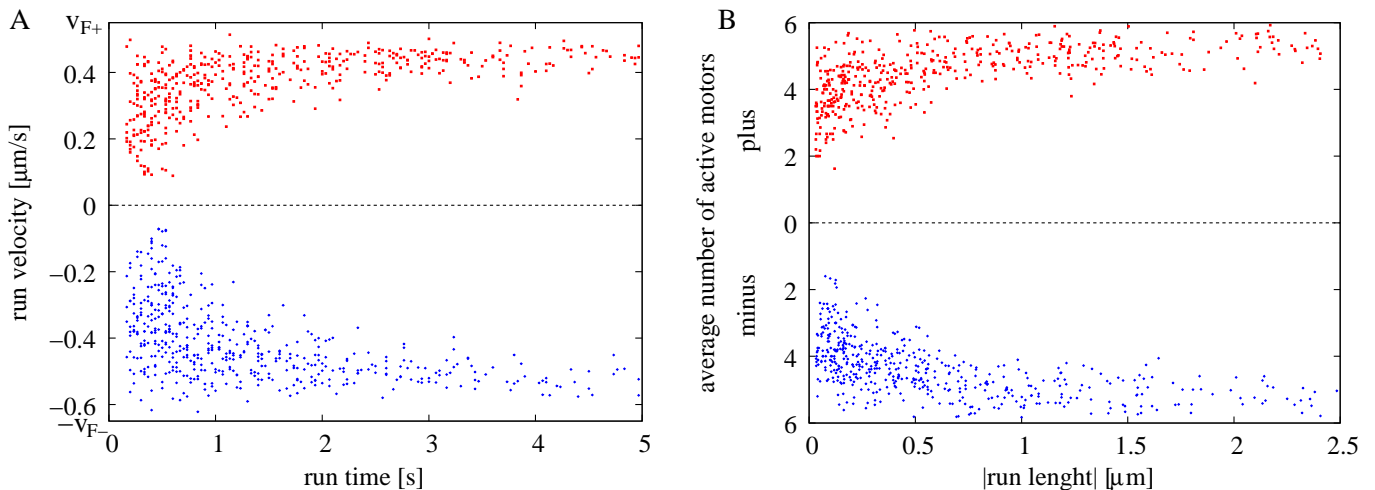 A
v_F+
0.4
0.2
0
−0.2
−0.4
−0.6
−v_F−
run velocity [μm/s]
0 1 2 3 4 5
run time [s]
B
6
4
2
0
2
4
6
average number of active motors
minus plus
0 0.5 1 1.5 2 2.5
|run lenght| [μm]